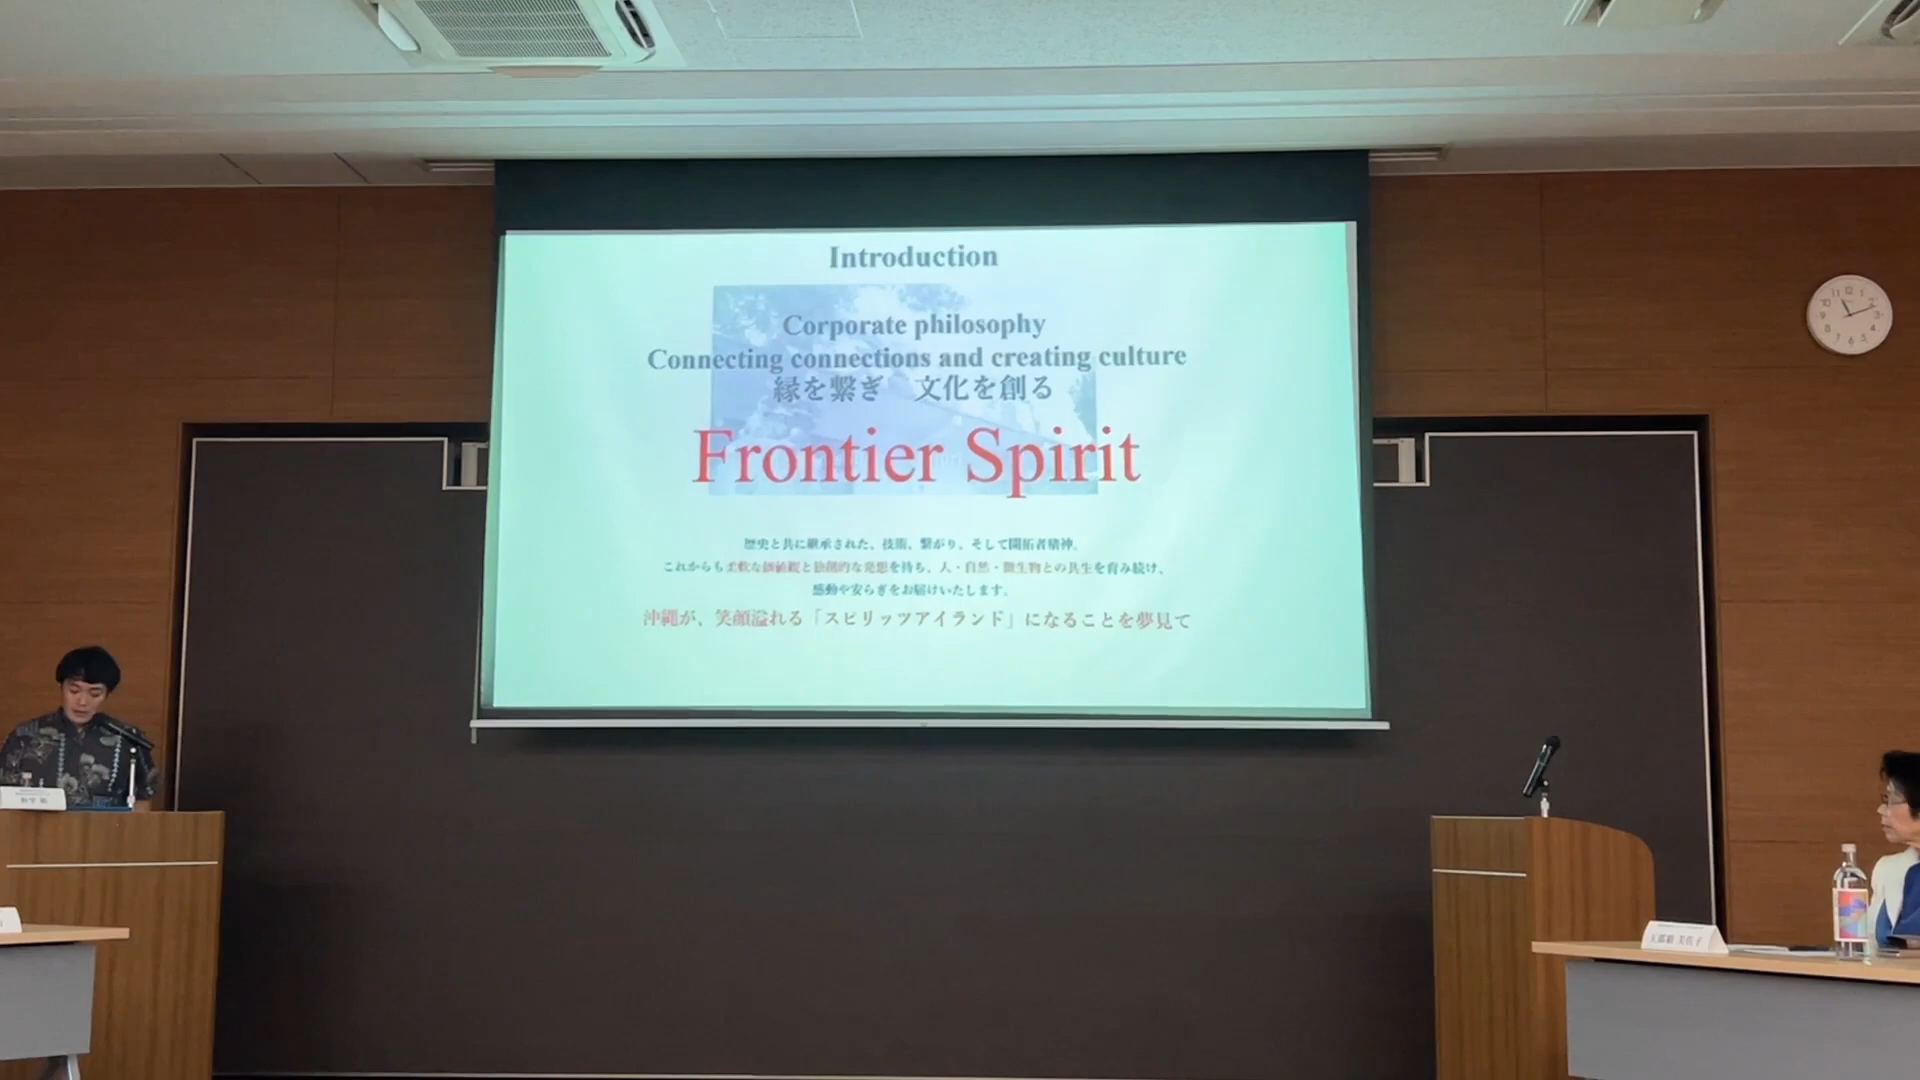 Introduction
Corporate philosophy
Connecting connections and creating culture
縁を繋ぎ　文化を創る
Frontier Spirit
歴史と共に継承された、技術、繋がり、そして開拓者精神。
これからも柔軟な価値観と独創的な発想を持ち、人・自然・微生物との共生を育み続け、
感動や安らぎをお届けいたします。
沖縄が、笑顔溢れる「スピリッツアイランド」になることを夢見て